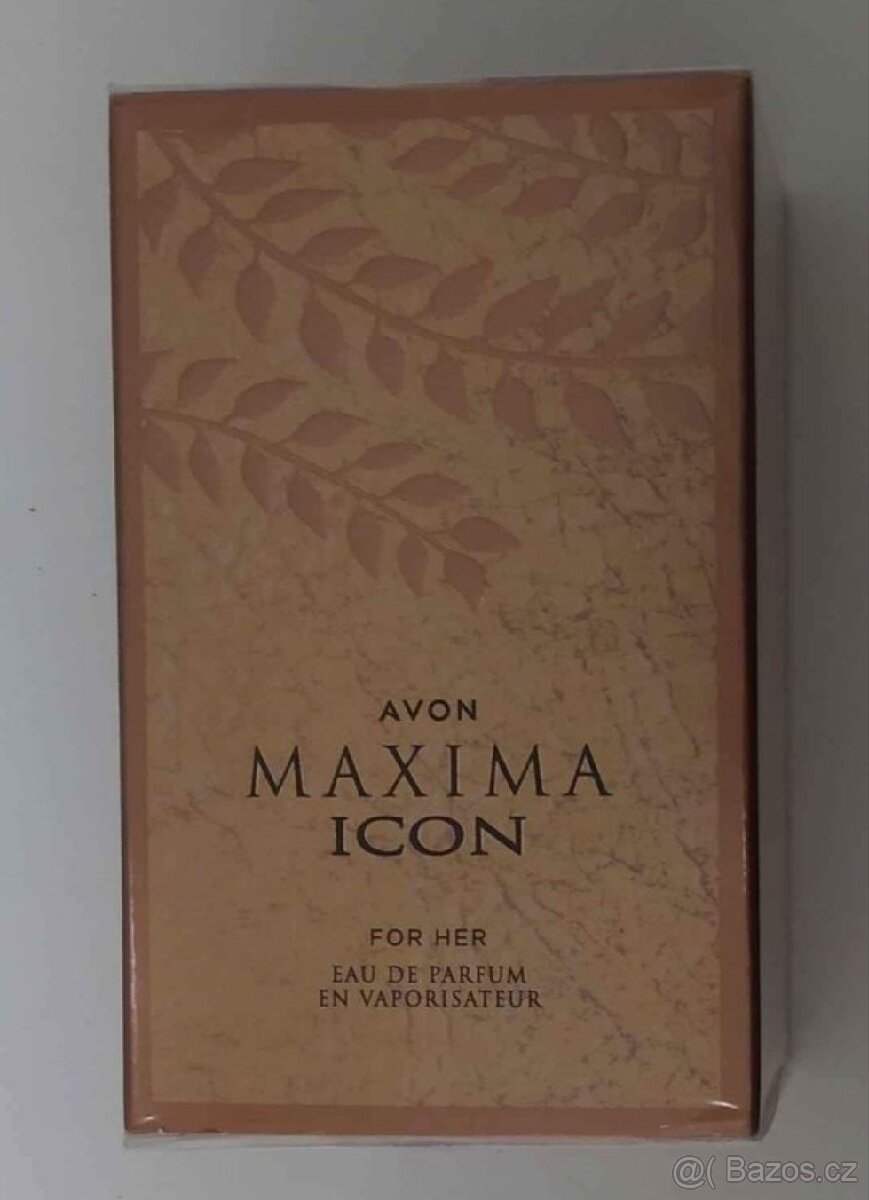 AVON
MAXIMA
ICON
FOR HER
EAU DE PARFUM
EN VAPORISATEUR
@( Bazos.cz